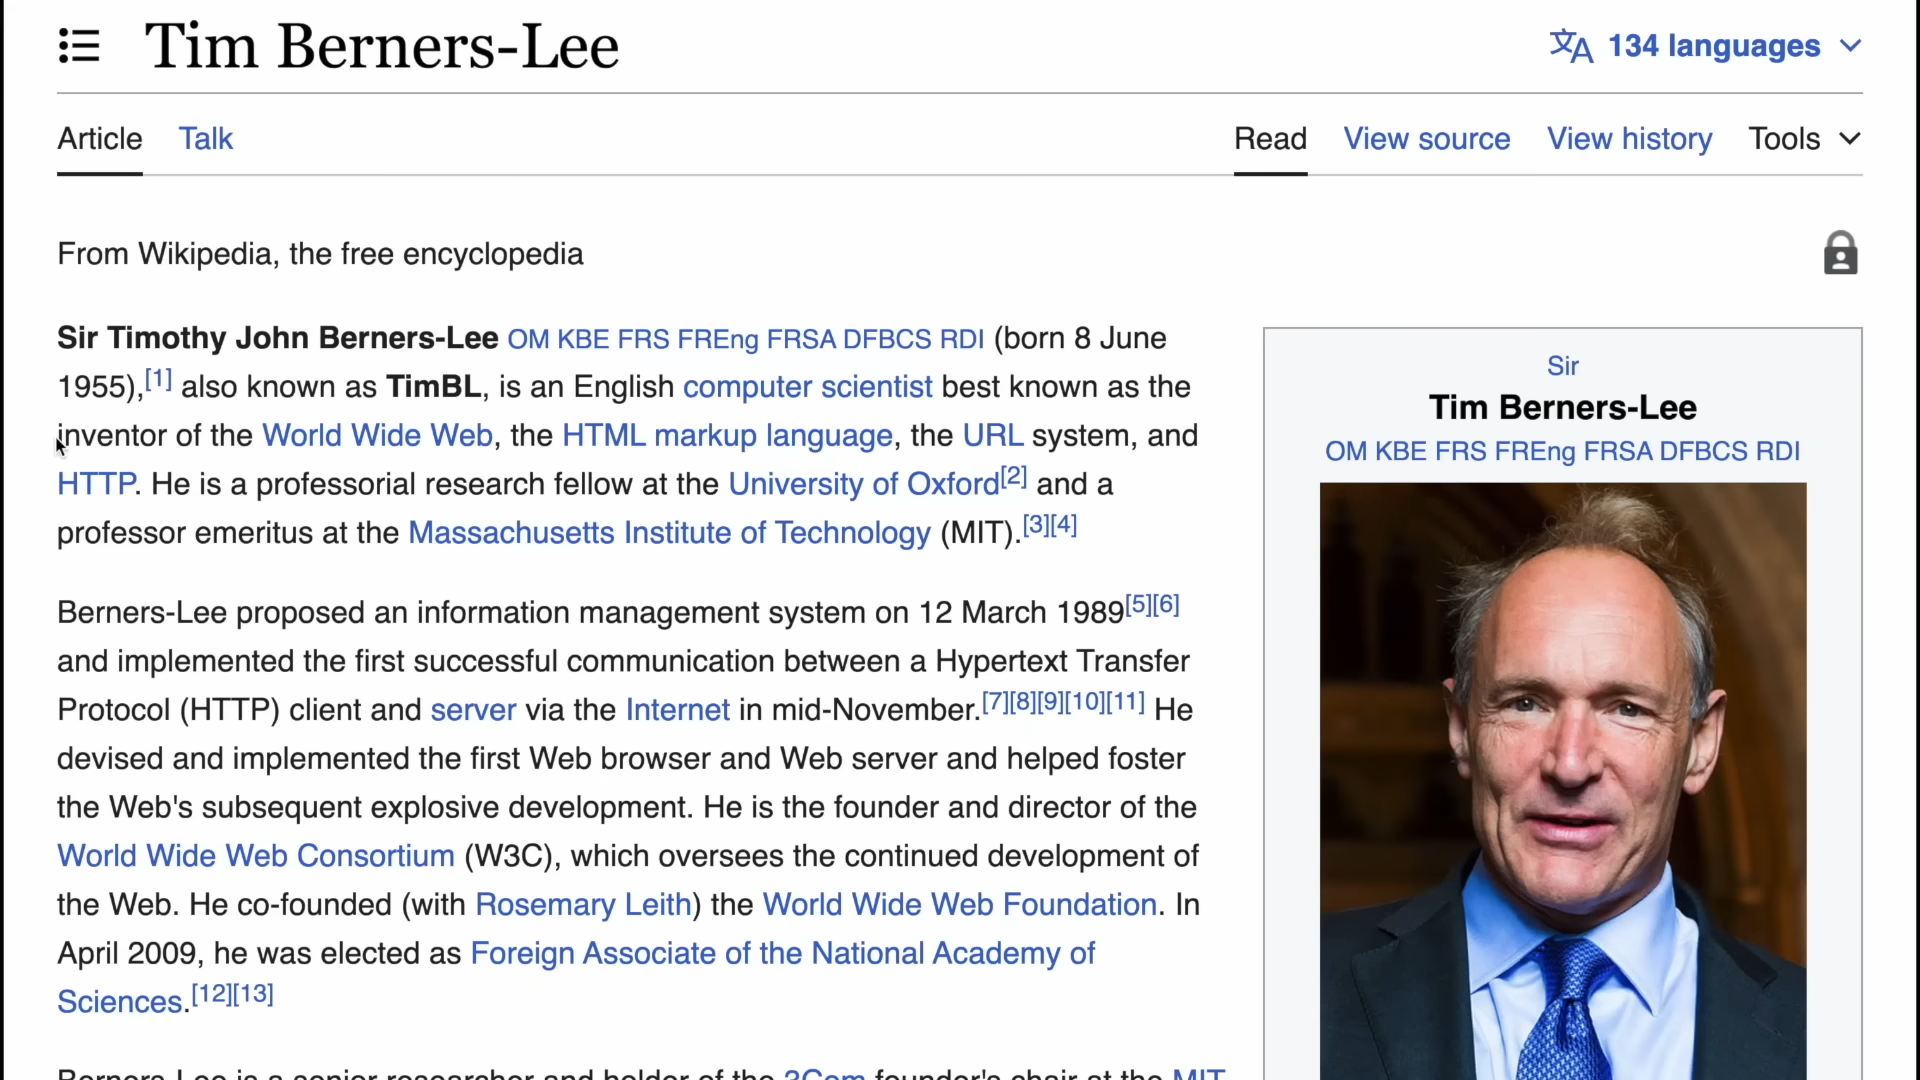 Tim Berners-Lee
134 languages
Article Talk
Read View source View history Tools
From Wikipedia, the free encyclopedia
Sir Timothy John Berners-Lee OM KBE FRS FREng FRSA DFBCS RDI (born 8 June
1955),[1] also known as TimBL, is an English computer scientist best known as the
inventor of the World Wide Web, the HTML markup language, the URL system, and
HTTP. He is a professorial research fellow at the University of Oxford[2] and a
professor emeritus at the Massachusetts Institute of Technology (MIT).[3][4]
Berners-Lee proposed an information management system on 12 March 1989[5][6]
and implemented the first successful communication between a Hypertext Transfer
Protocol (HTTP) client and server via the Internet in mid-November.[7][8][9][10][11] He
devised and implemented the first Web browser and Web server and helped foster
the Web's subsequent explosive development. He is the founder and director of the
World Wide Web Consortium (W3C), which oversees the continued development of
the Web. He co-founded (with Rosemary Leith) the World Wide Web Foundation. In
April 2009, he was elected as Foreign Associate of the National Academy of
Sciences.[12][13]
Berners-Lee is a senior researcher and holder of the 3Com founder's chair at the MIT
Sir
Tim Berners-Lee
OM KBE FRS FREng FRSA DFBCS RDI